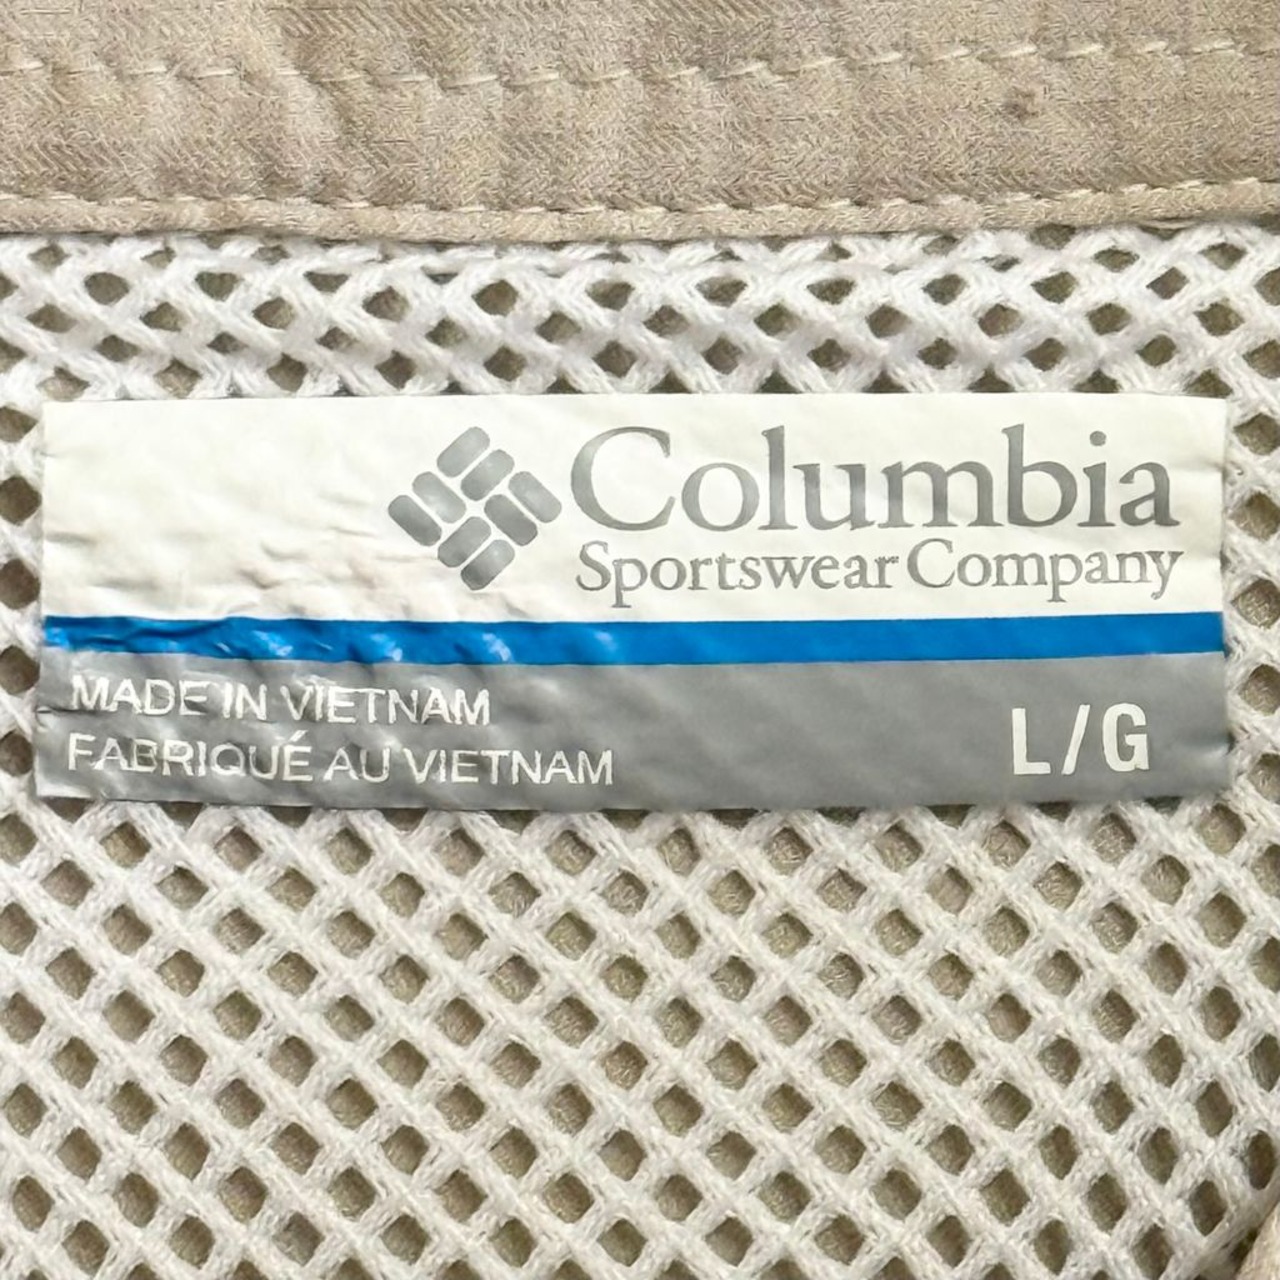 Columbia
Sportswear Company
MADE IN VIETNAM
FABRIQUÉ AU VIETNAM
L/G